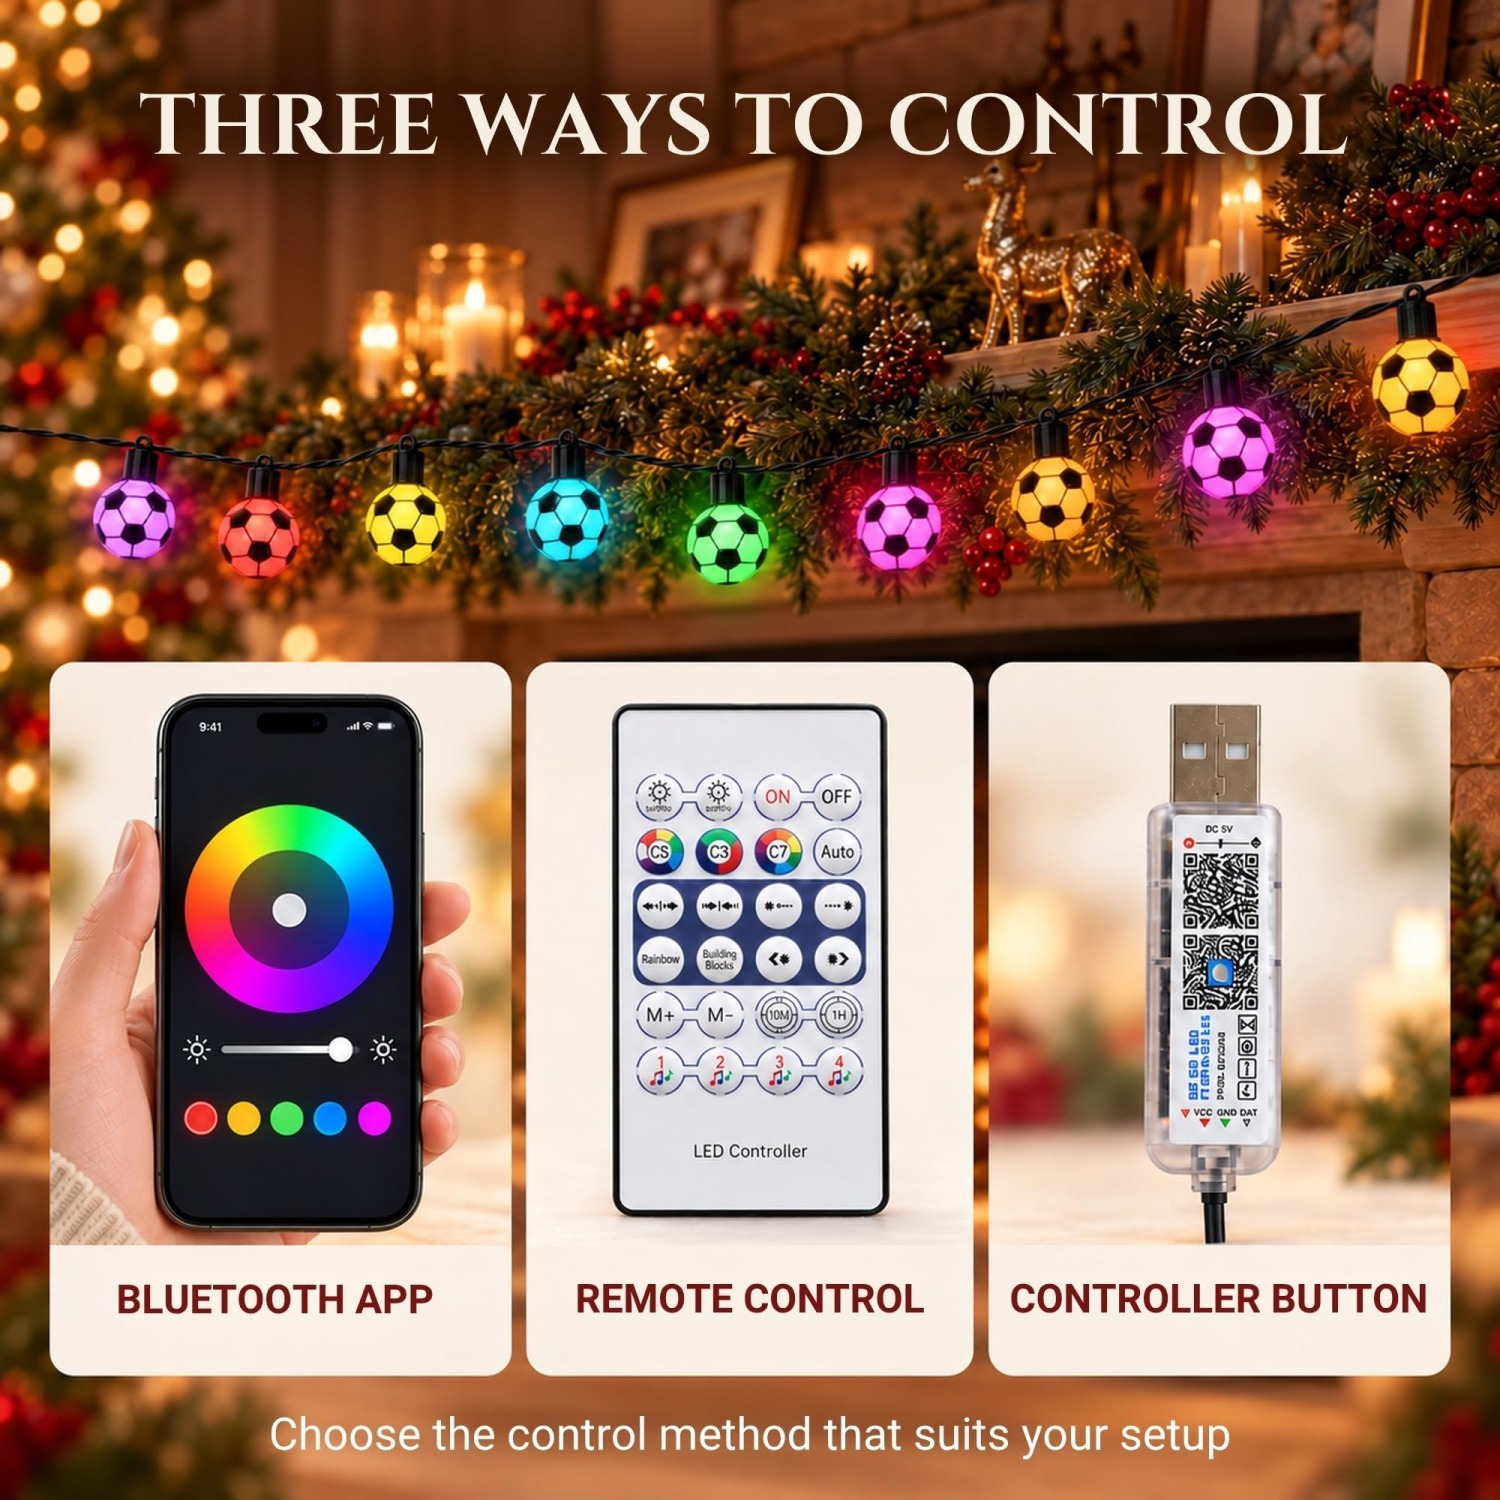 THREE WAYS TO CONTROL
9:41
ON
OFF
CS
C3
C7
Auto
Rainbow
Building
Blocks
M+
M-
10M
1H
1
2
3
4
LED Controller
DC 5V
VCC GND DAT
BLUETOOTH APP
REMOTE CONTROL
CONTROLLER BUTTON
Choose the control method that suits your setup